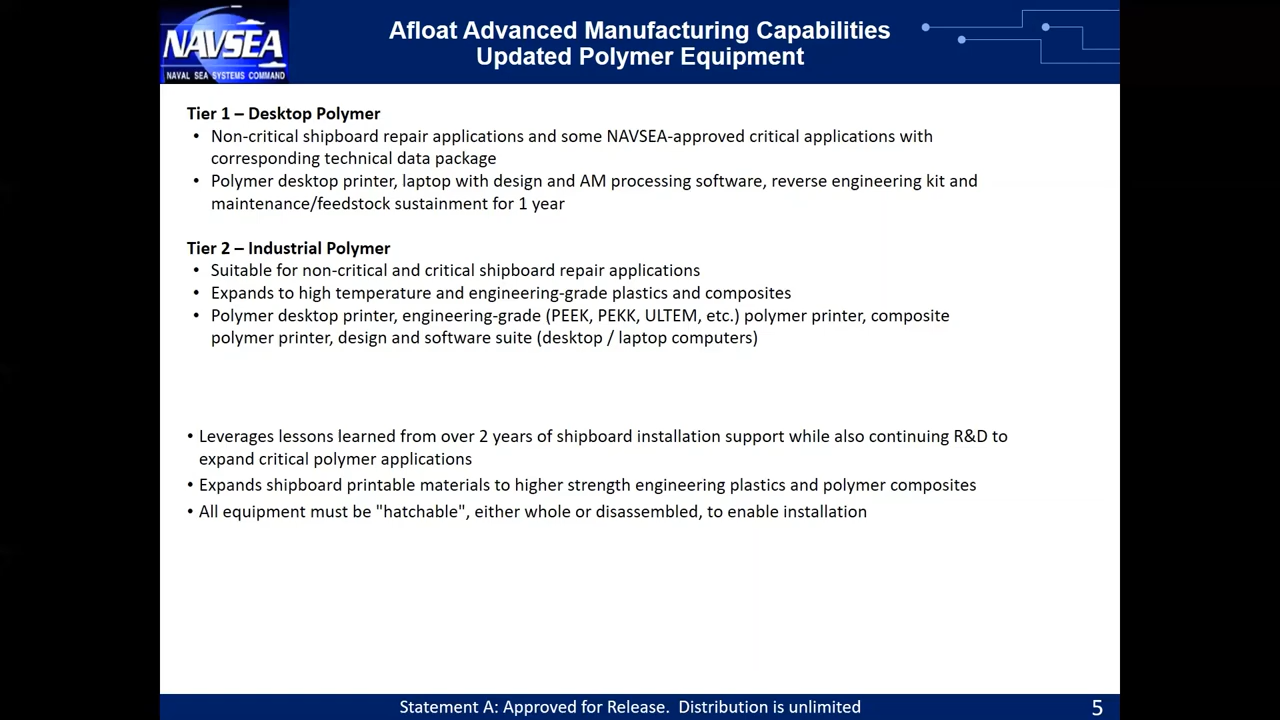 NAVSEA
NAVAL SEA SYSTEMS COMMAND
Afloat Advanced Manufacturing Capabilities
Updated Polymer Equipment
Tier 1 – Desktop Polymer
• Non-critical shipboard repair applications and some NAVSEA-approved critical applications with
corresponding technical data package
• Polymer desktop printer, laptop with design and AM processing software, reverse engineering kit and
maintenance/feedstock sustainment for 1 year
Tier 2 – Industrial Polymer
• Suitable for non-critical and critical shipboard repair applications
• Expands to high temperature and engineering-grade plastics and composites
• Polymer desktop printer, engineering-grade (PEEK, PEKK, ULTEM, etc.) polymer printer, composite
polymer printer, design and software suite (desktop / laptop computers)
• Leverages lessons learned from over 2 years of shipboard installation support while also continuing R&D to
expand critical polymer applications
• Expands shipboard printable materials to higher strength engineering plastics and polymer composites
• All equipment must be "hatchable", either whole or disassembled, to enable installation
Statement A: Approved for Release.  Distribution is unlimited
5